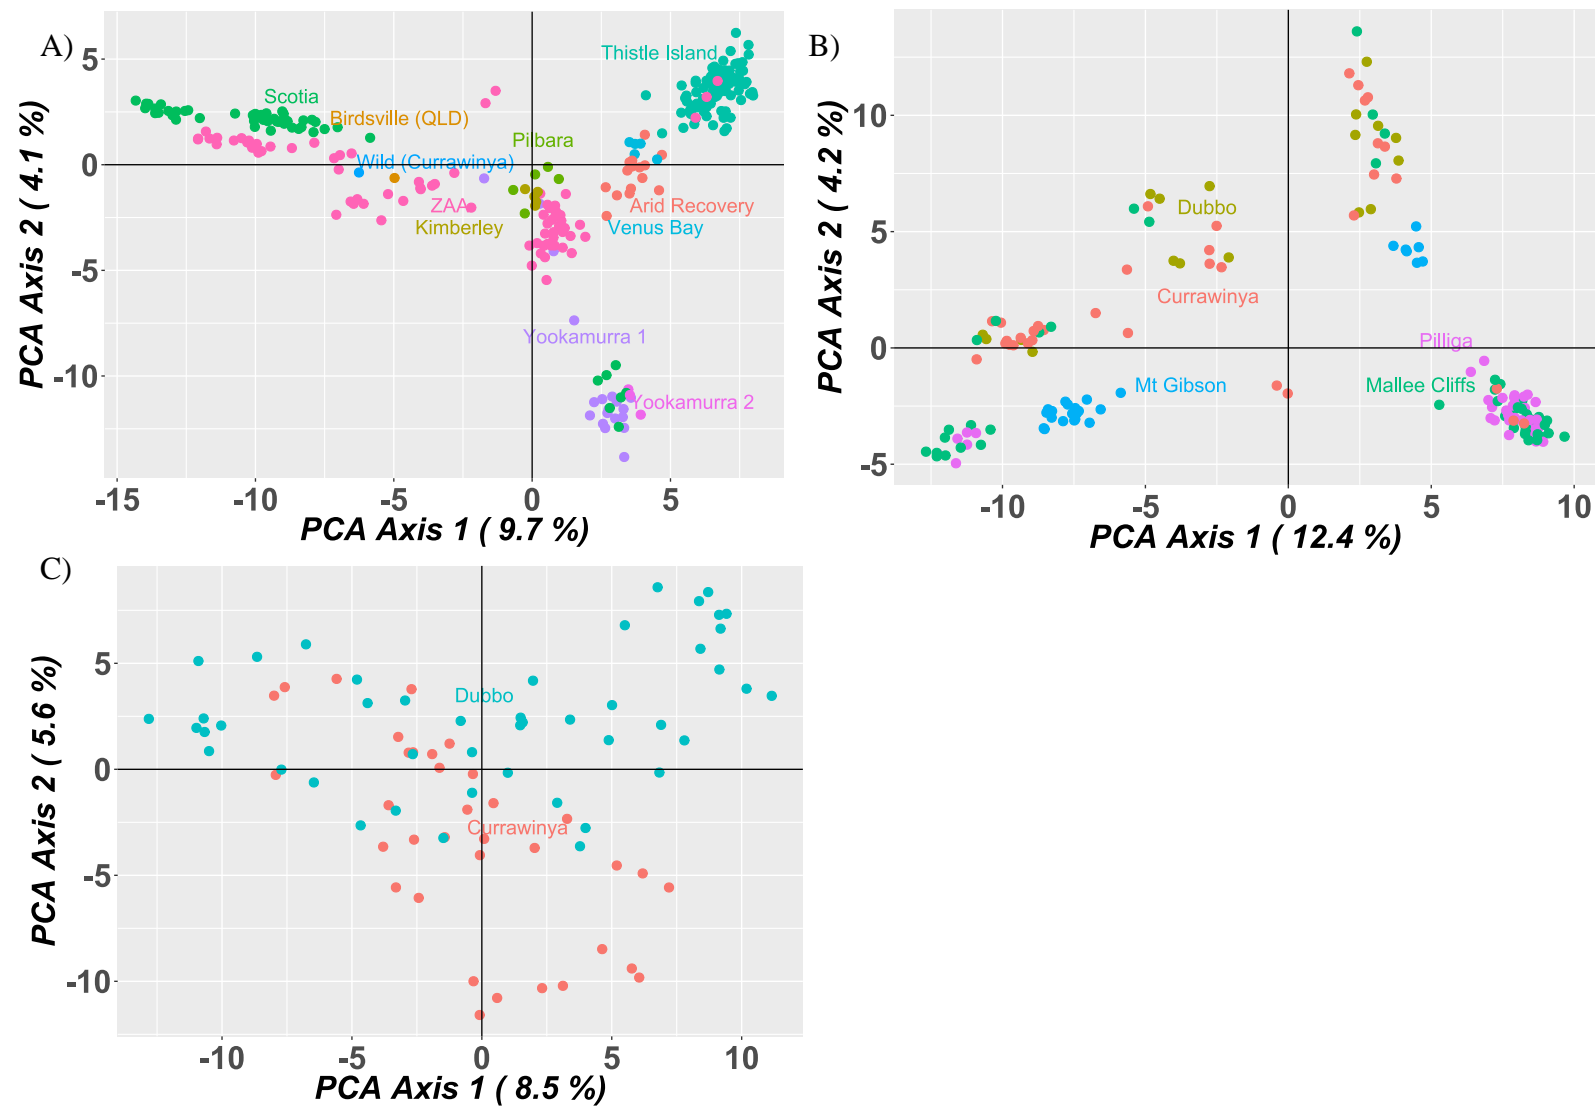 A)
Thistle Island
Scotia
Birdsville (QLD)
Pilbara
Wild (Currawinya)
ZAA
Arid Recovery
Kimberley
Venus Bay
Yookamurra 1
Yookamurra 2
5
0
-5
-10
-15 -10 -5 0 5
PCA Axis 1 ( 9.7 %)
PCA Axis 2 ( 4.1 %)
B)
Dubbo
Currawinya
Pilliga
Mt Gibson
Mallee Cliffs
10
5
0
-5
-10 -5 0 5 10
PCA Axis 1 ( 12.4 %)
PCA Axis 2 ( 4.2 %)
C)
Dubbo
Currawinya
5
0
-5
-10
-10 -5 0 5 10
PCA Axis 1 ( 8.5 %)
PCA Axis 2 ( 5.6 %)